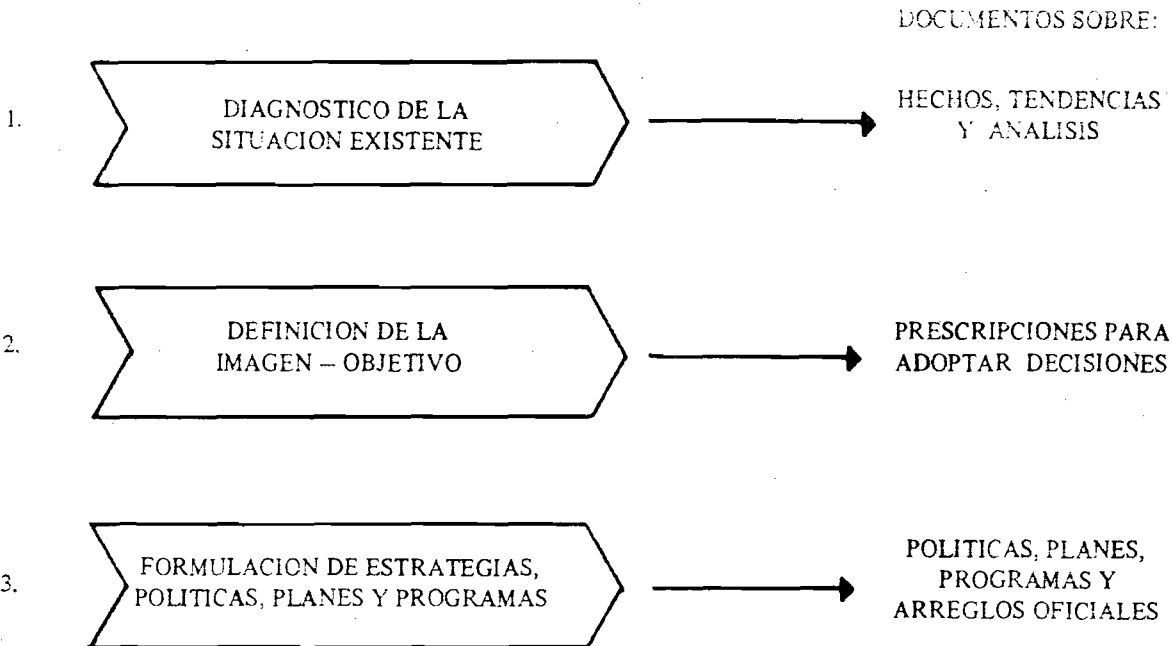 DOCUMENTOS SOBRE:
1.
DIAGNOSTICO DE LA
SITUACION EXISTENTE
HECHOS, TENDENCIAS
Y ANALISIS
2.
DEFINICION DE LA
IMAGEN – OBJETIVO
PRESCRIPCIONES PARA
ADOPTAR DECISIONES
3.
FORMULACION DE ESTRATEGIAS,
POLITICAS, PLANES Y PROGRAMAS
POLITICAS, PLANES,
PROGRAMAS Y
ARREGLOS OFICIALES